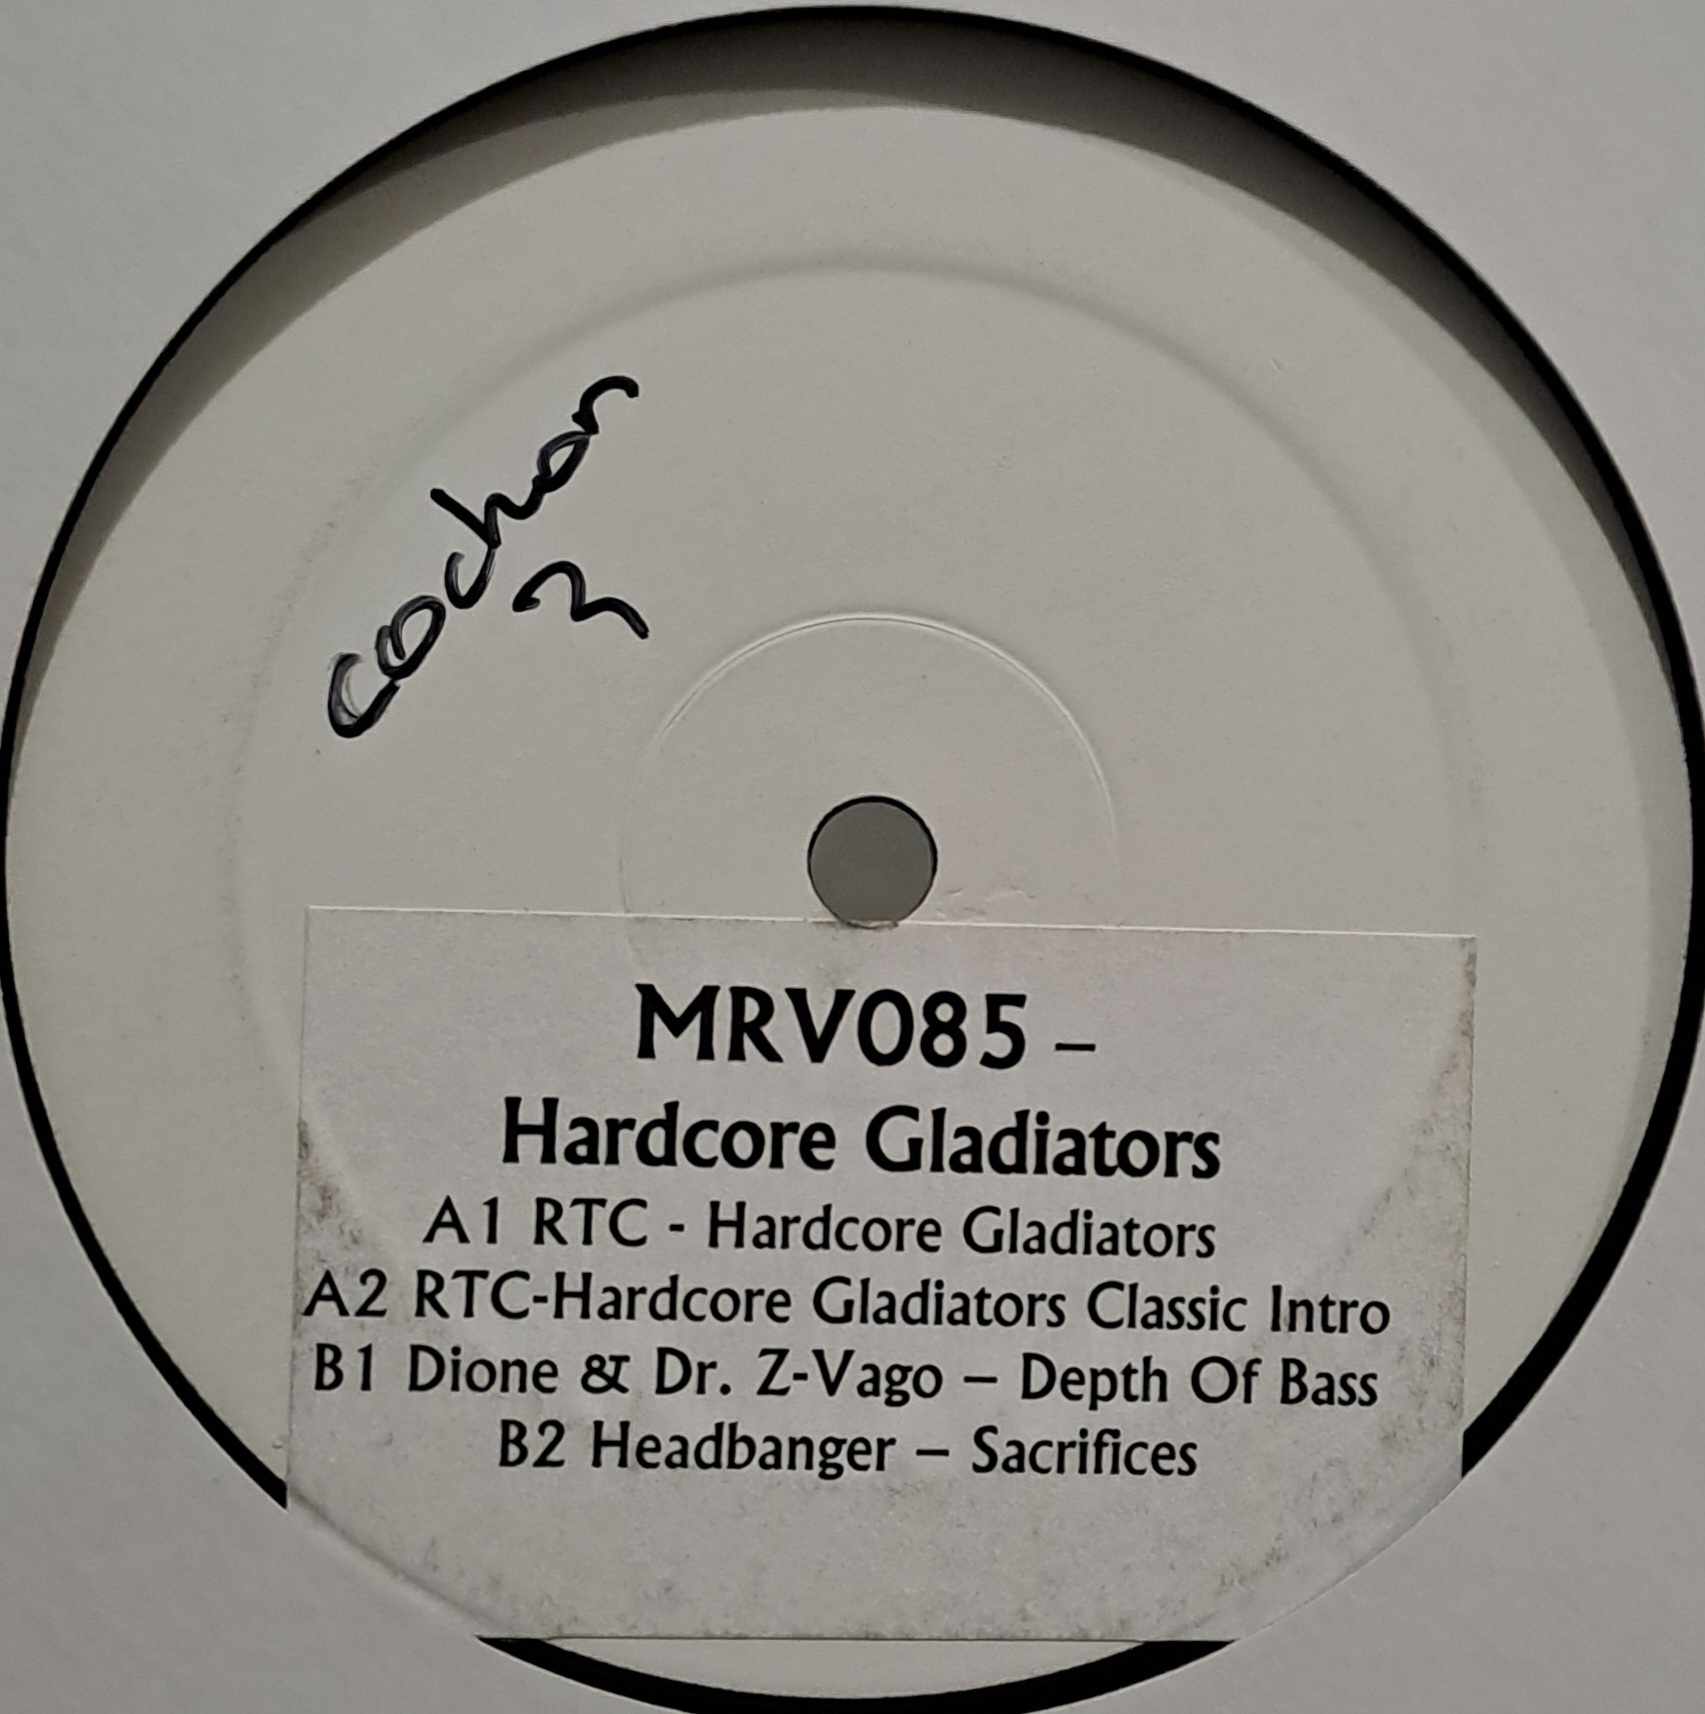 cochon
2
MRV085 –
Hardcore Gladiators
A1 RTC - Hardcore Gladiators
A2 RTC-Hardcore Gladiators Classic Intro
B1 Dione & Dr. Z-Vago – Depth Of Bass
B2 Headbanger – Sacrifices